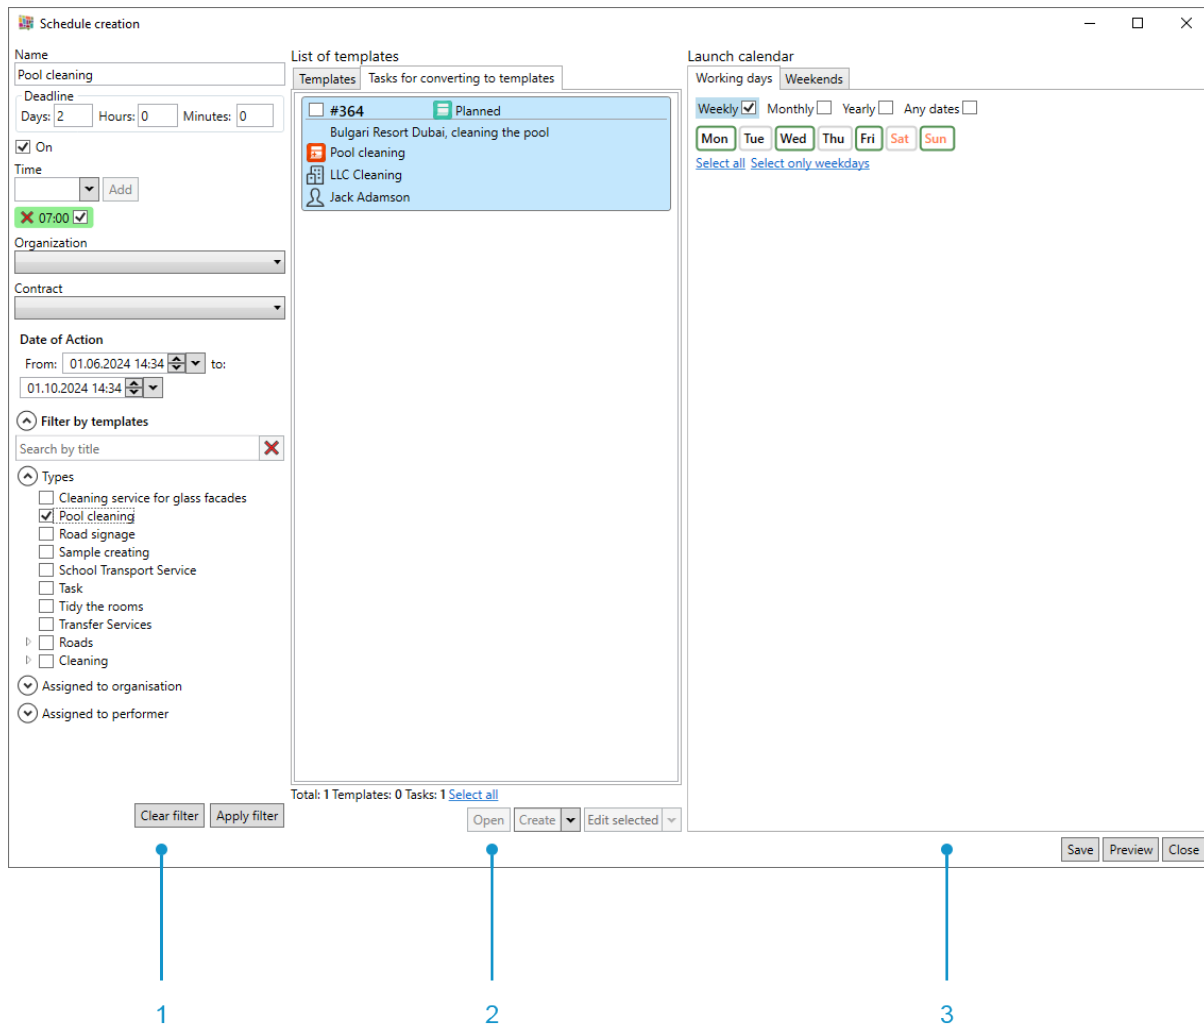 Schedule creation
Name
Pool cleaning
Deadline
Days: 2 Hours: 0 Minutes: 0
On
Time
Add
07:00
Organization
Contract
Date of Action
From: 01.06.2024 14:34 to:
01.10.2024 14:34
Filter by templates
Search by title
Types
Cleaning service for glass facades
Pool cleaning
Road signage
Sample creating
School Transport Service
Task
Tidy the rooms
Transfer Services
Roads
Cleaning
Assigned to organisation
Assigned to performer
Clear filter Apply filter
List of templates
Templates Tasks for converting to templates
#364 Planned
Bulgari Resort Dubai, cleaning the pool
Pool cleaning
LLC Cleaning
Jack Adamson
Total: 1 Templates: 0 Tasks: 1 Select all
Open Create Edit selected
Launch calendar
Working days Weekends
Weekly Monthly Yearly Any dates
Mon Tue Wed Thu Fri Sat Sun
Select all Select only weekdays
Save Preview Close
1 2 3